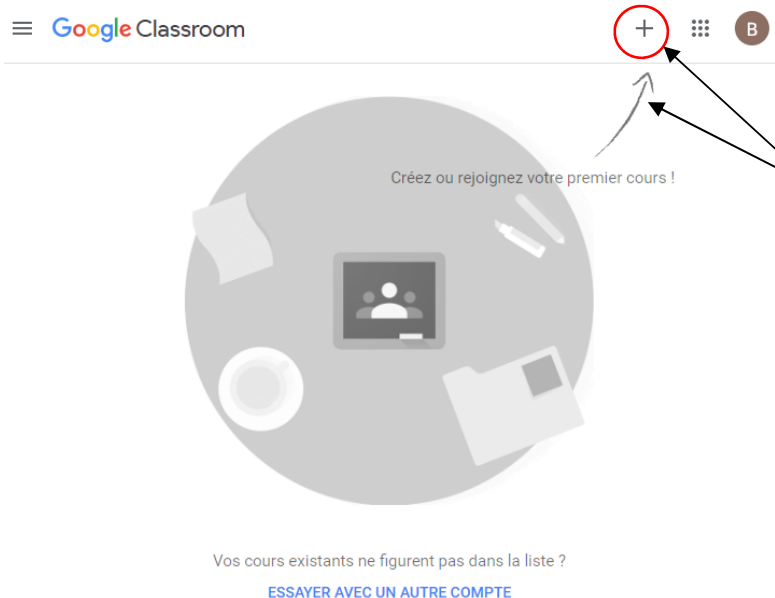 Google Classroom
B
Créez ou rejoignez votre premier cours !
Vos cours existants ne figurent pas dans la liste ?
ESSAYER AVEC UN AUTRE COMPTE